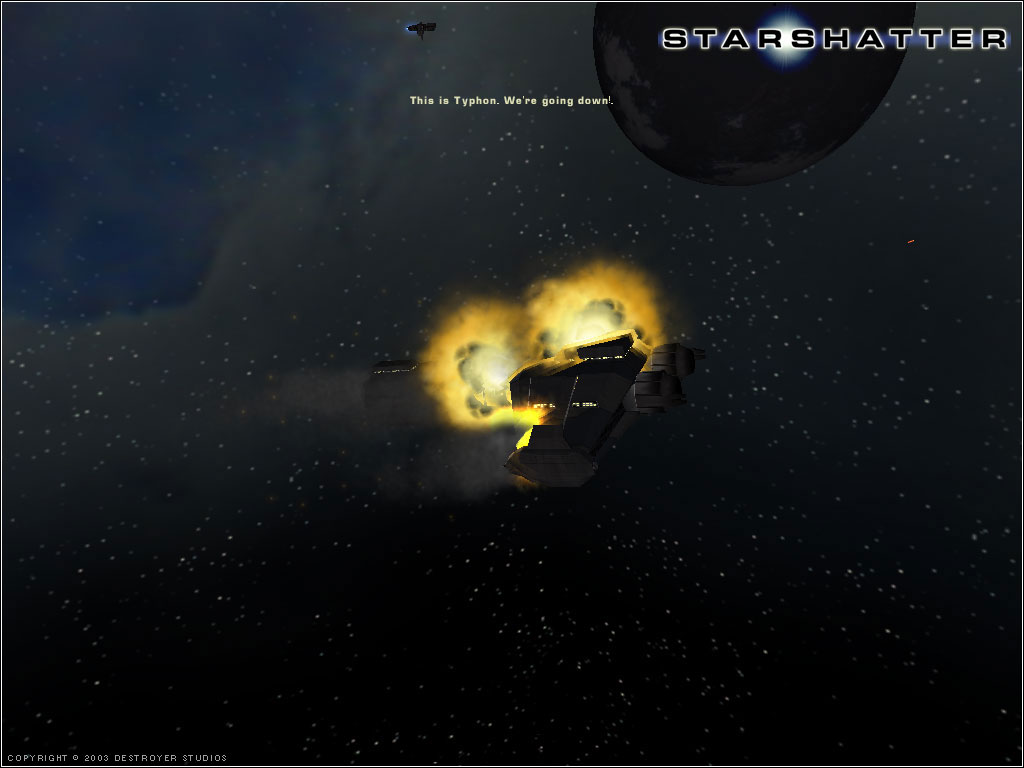 STARSHATTER
This is Typhon. We're going down!.
COPYRIGHT © 2003 DESTROYER STUDIOS